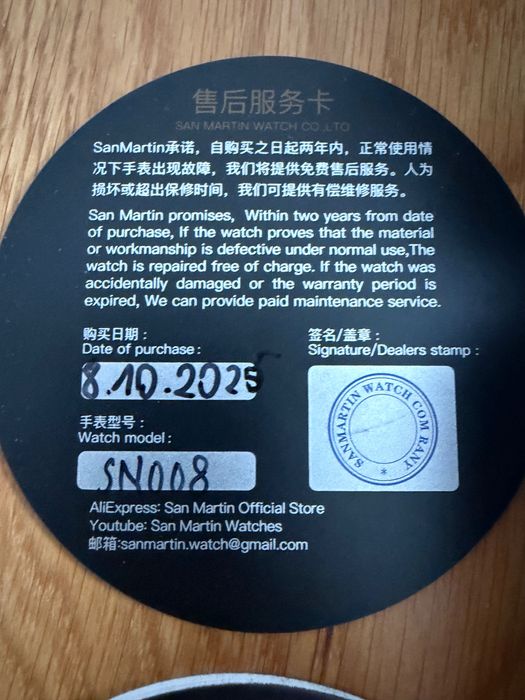 售后服务卡
SAN MARTIN WATCH CO.,LTD
SanMartin承诺，自购买之日起两年内，正常使用情
况下手表出现故障，我们将提供免费售后服务。人为
损坏或超出保修时间，我们可提供有偿维修服务。
San Martin promises, Within two years from date
of purchase, If the watch proves that the material
or workmanship is defective under normal use,The
watch is repaired free of charge. If the watch was
accidentally damaged or the warranty period is
expired, We can provide paid maintenance service.
购买日期：
Date of purchase:
8.10.2025
签名/盖章：
Signature/Dealers stamp :
SANMARTIN WATCH COM RANY
*
手表型号：
Watch model:
SN008
AliExpress: San Martin Official Store
Youtube: San Martin Watches
邮箱:sanmartin.watch@gmail.com